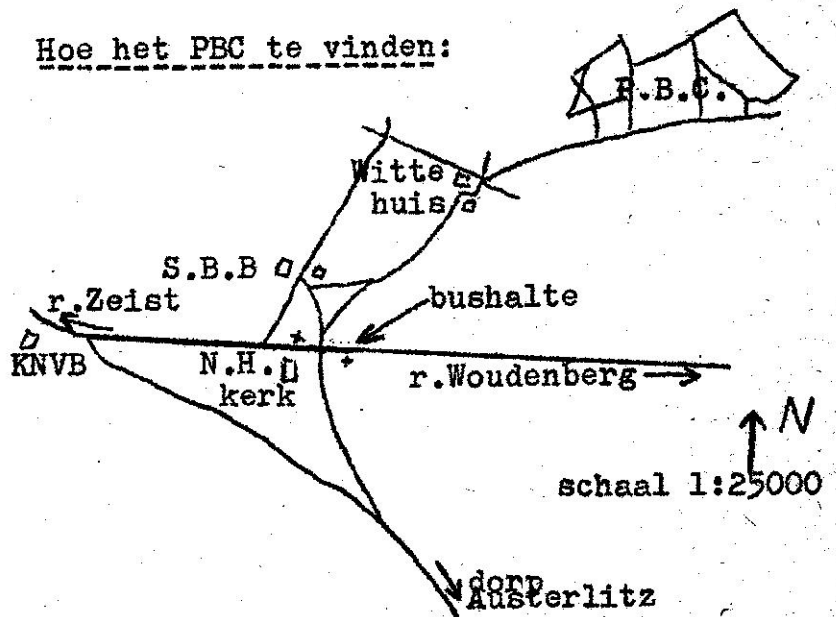 Hoe het PBC te vinden:
P.B.C.
Witte
huis
S.B.B
r.Zeist
bushalte
KNVB
N.H.
kerk
r.Woudenberg
N
schaal 1:25000
dorp
Austerlitz